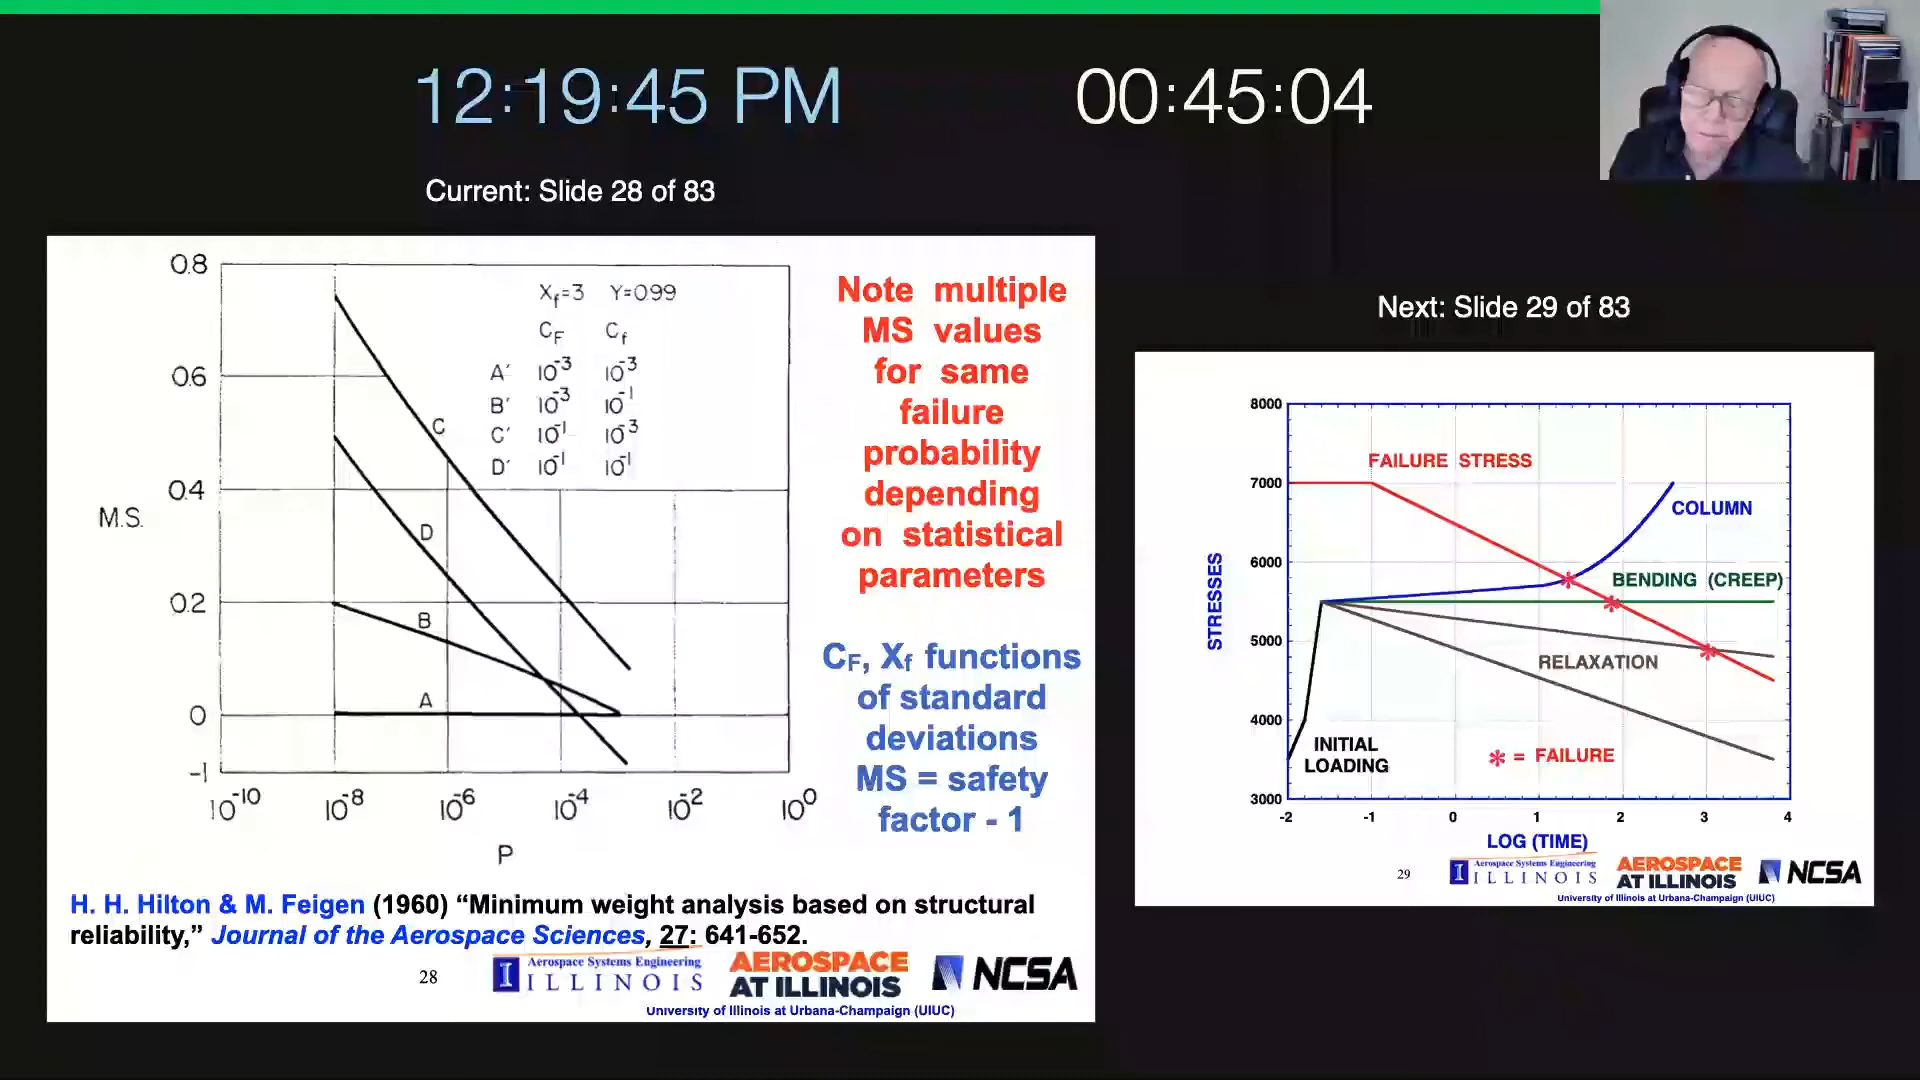 12:19:45 PM
00:45:04
Current: Slide 28 of 83
0.8
0.6
0.4
M.S.
0.2
0
-.1
10^-10 10^-8 10^-6 10^-4 10^-2 10^0
P
X_f=3 Y=0.99
C_F C_f
A' 10^-3 10^-3
B' 10^-3 10^-1
C' 10^-1 10^-3
D' 10^-1 10^-1
C
D
B
A
Note multiple
MS values
for same
failure
probability
depending
on statistical
parameters
CF, Xf functions
of standard
deviations
MS = safety
factor - 1
H. H. Hilton & M. Feigen (1960) “Minimum weight analysis based on structural
reliability,” Journal of the Aerospace Sciences, 27: 641-652.
28
I
Aerospace Systems Engineering
ILLINOIS
AEROSPACE
AT ILLINOIS
NCSA
University of Illinois at Urbana-Champaign (UIUC)
Next: Slide 29 of 83
8000
7000
6000
5000
4000
3000
STRESSES
FAILURE STRESS
COLUMN
BENDING (CREEP)
RELAXATION
INITIAL
LOADING
* = FAILURE
-2 -1 0 1 2 3 4
LOG (TIME)
29
I
Aerospace Systems Engineering
ILLINOIS
AEROSPACE
AT ILLINOIS
NCSA
University of Illinois at Urbana-Champaign (UIUC)